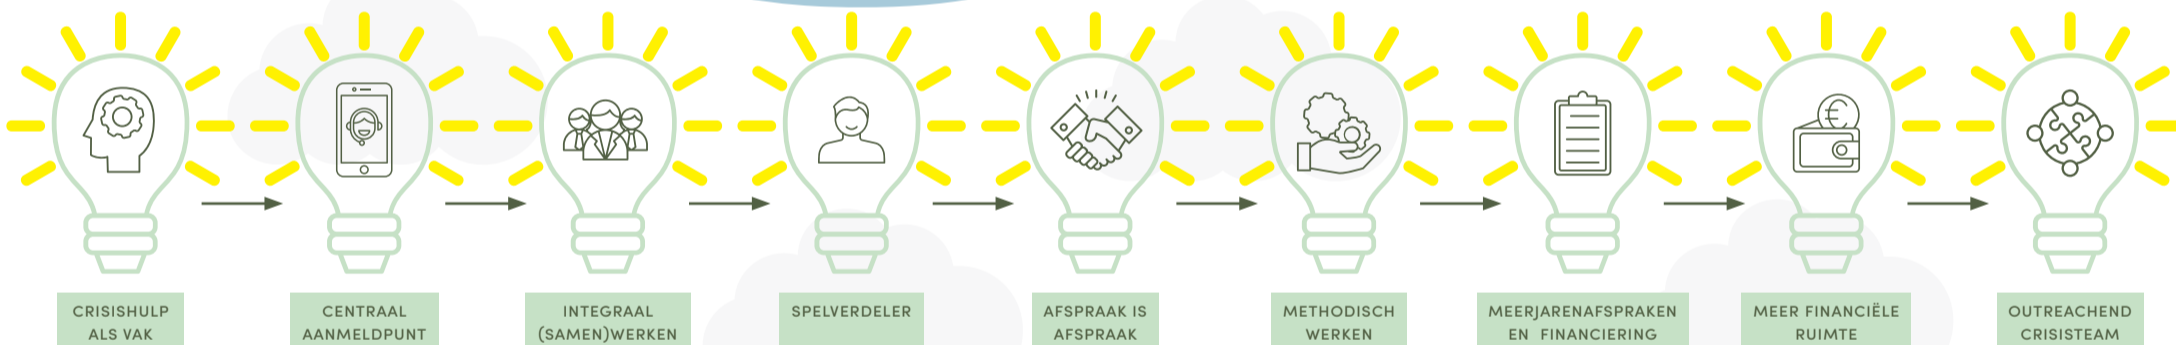 CRISISHULP
ALS VAK
CENTRAAL
AANMELDPUNT
INTEGRAAL
(SAMEN)WERKEN
SPELVERDELER
AFSPRAAK IS
AFSPRAAK
METHODISCH
WERKEN
MEERJARENAFSPRAKEN
EN FINANCIERING
MEER FINANCIËLE
RUIMTE
OUTREACHEND
CRISISTEAM